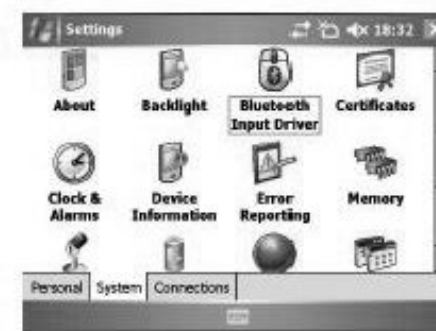 Settings 18:32
About Backlight Bluetooth Certificates
Input Driver
Clock & Device Error Memory
Alarms Information Reporting
Personal System Connections